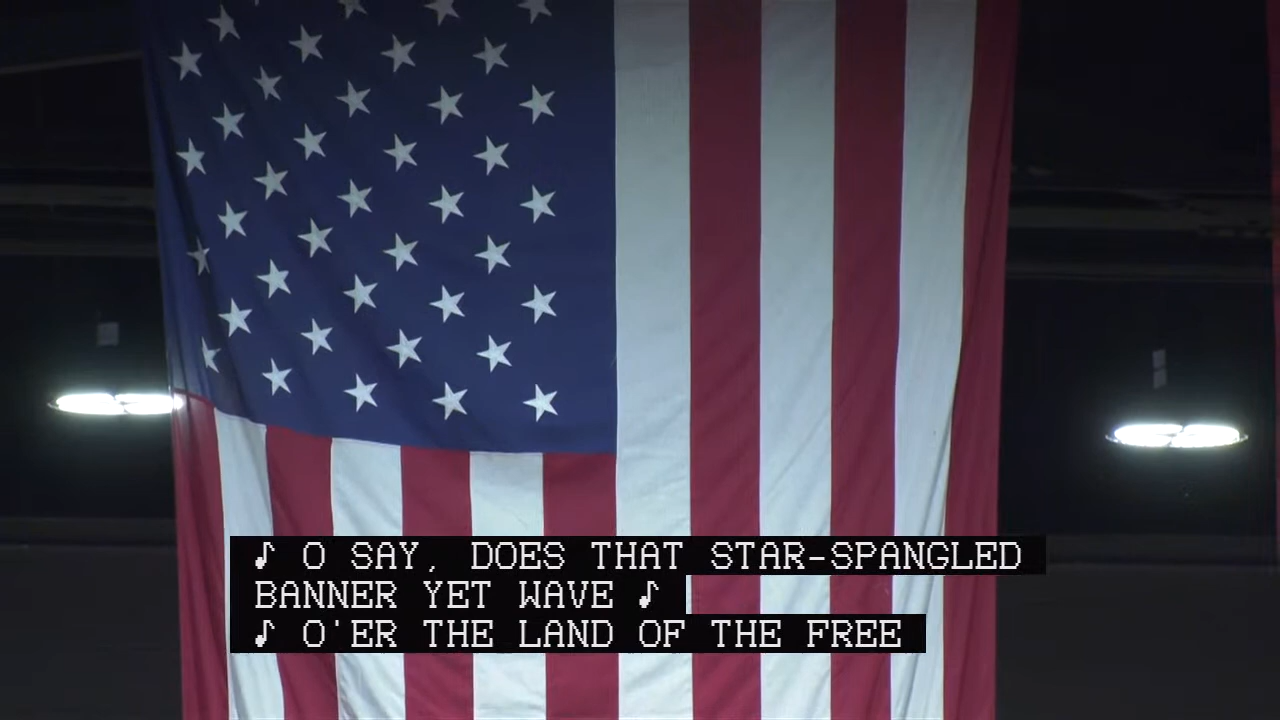 ♪ O SAY, DOES THAT STAR-SPANGLED
BANNER YET WAVE ♪
♪ O'ER THE LAND OF THE FREE